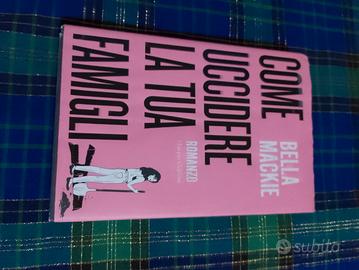 COME
UCCIDERE
LA TUA
FAMIGLI
BELLA
MACKIE
ROMANZO
subito